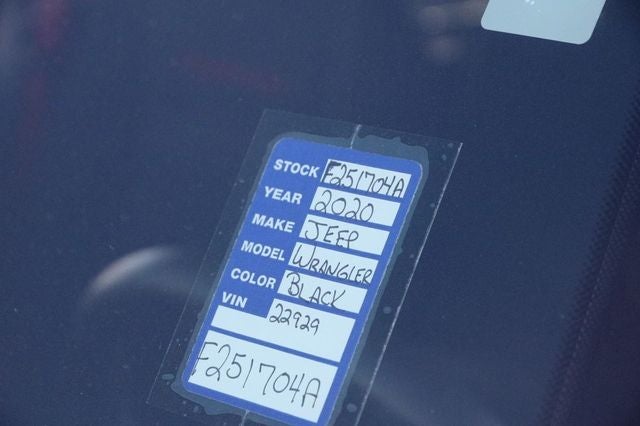 STOCK F251704A
YEAR 2020
MAKE JEEP
MODEL WRANGLER
COLOR BLACK
VIN 22929
F251704A